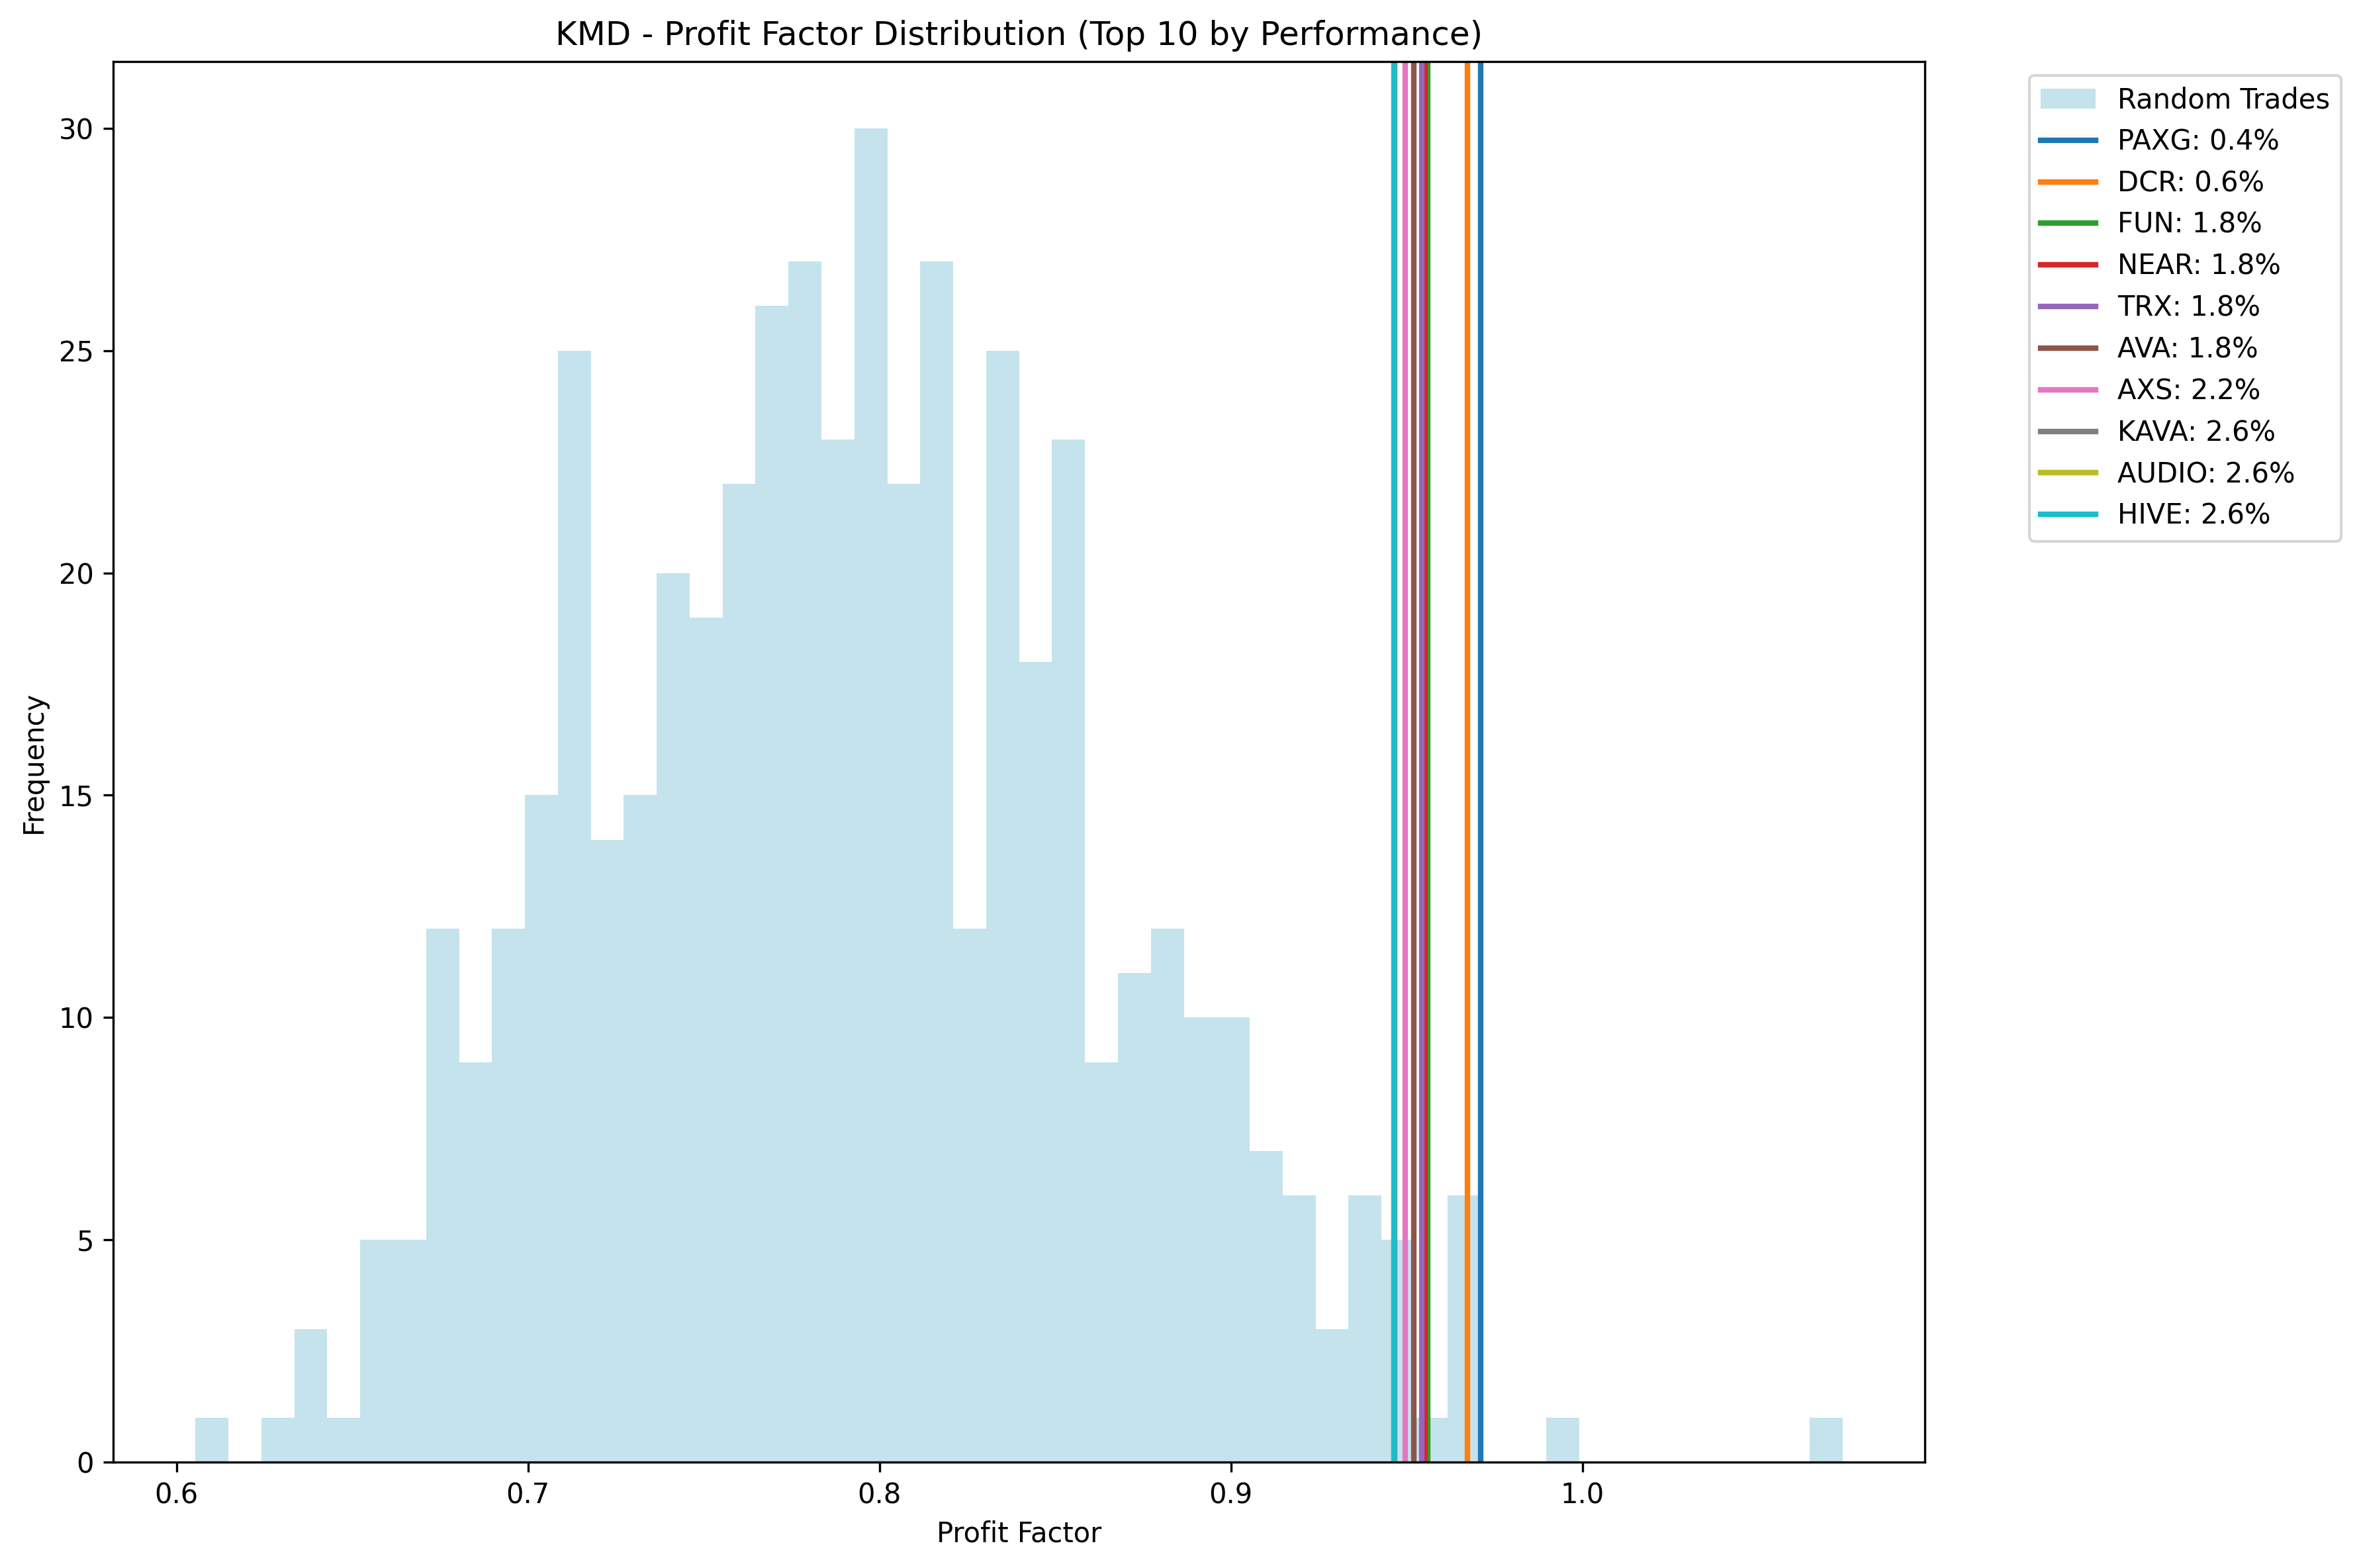 KMD - Profit Factor Distribution (Top 10 by Performance)
Random Trades
PAXG: 0.4%
DCR: 0.6%
FUN: 1.8%
NEAR: 1.8%
TRX: 1.8%
AVA: 1.8%
AXS: 2.2%
KAVA: 2.6%
AUDIO: 2.6%
HIVE: 2.6%
Frequency
30
25
20
15
10
5
0
0.6 0.7 0.8 0.9 1.0
Profit Factor